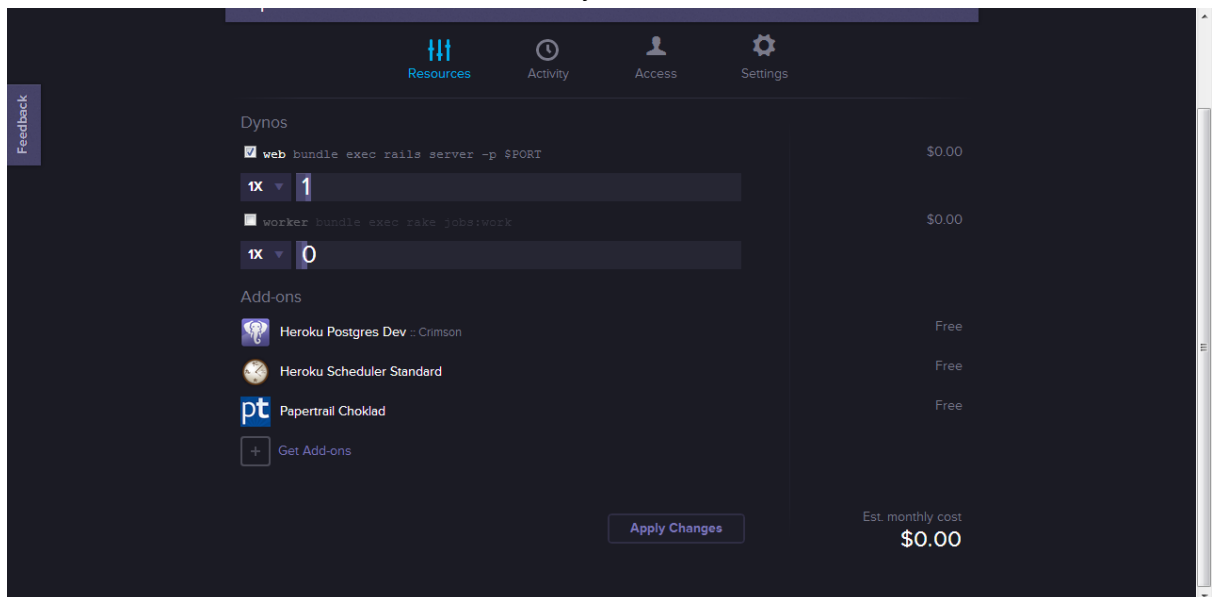 Resources Activity Access Settings
Feedback
Dynos
web bundle exec rails server -p $PORT $0.00
1X 1
worker bundle exec rake jobs:work $0.00
1X 0
Add-ons
Heroku Postgres Dev :: Crimson Free
Heroku Scheduler Standard Free
pt Papertrail Choklad Free
+ Get Add-ons
Est. monthly cost
Apply Changes
$0.00